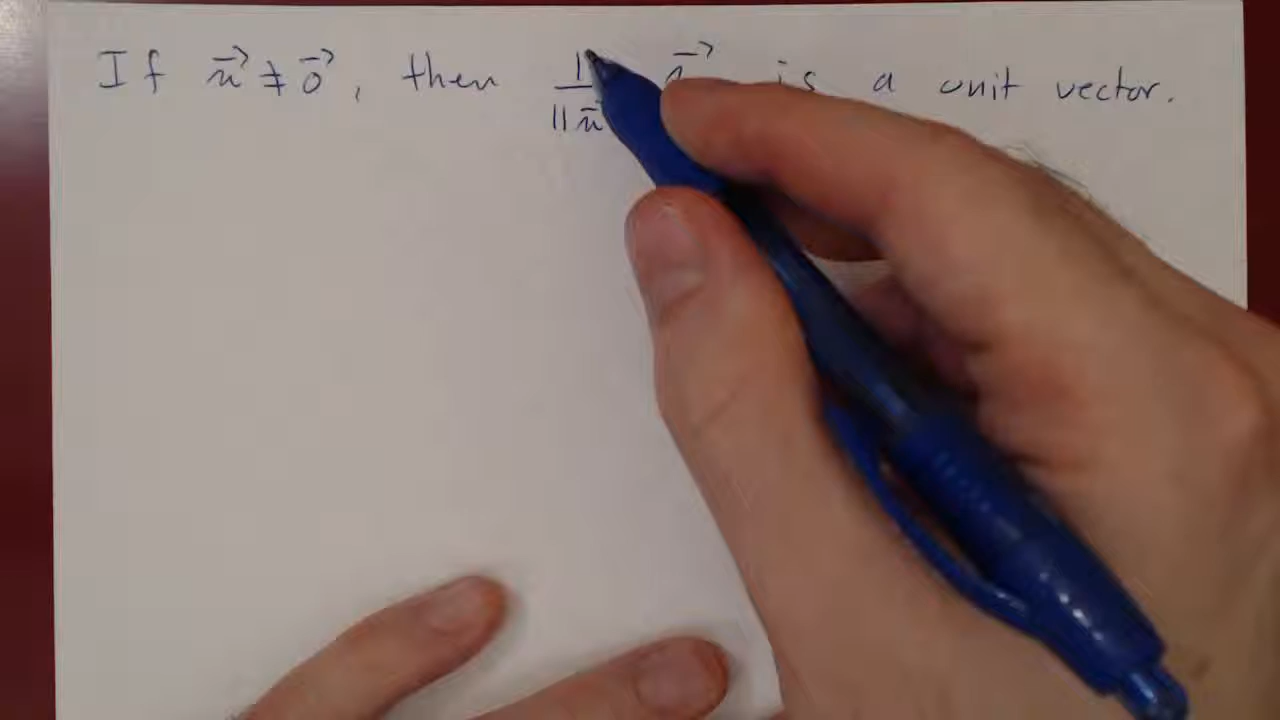 If u⃗ ≠ 0⃗, then 1/‖u⃗ is a unit vector.